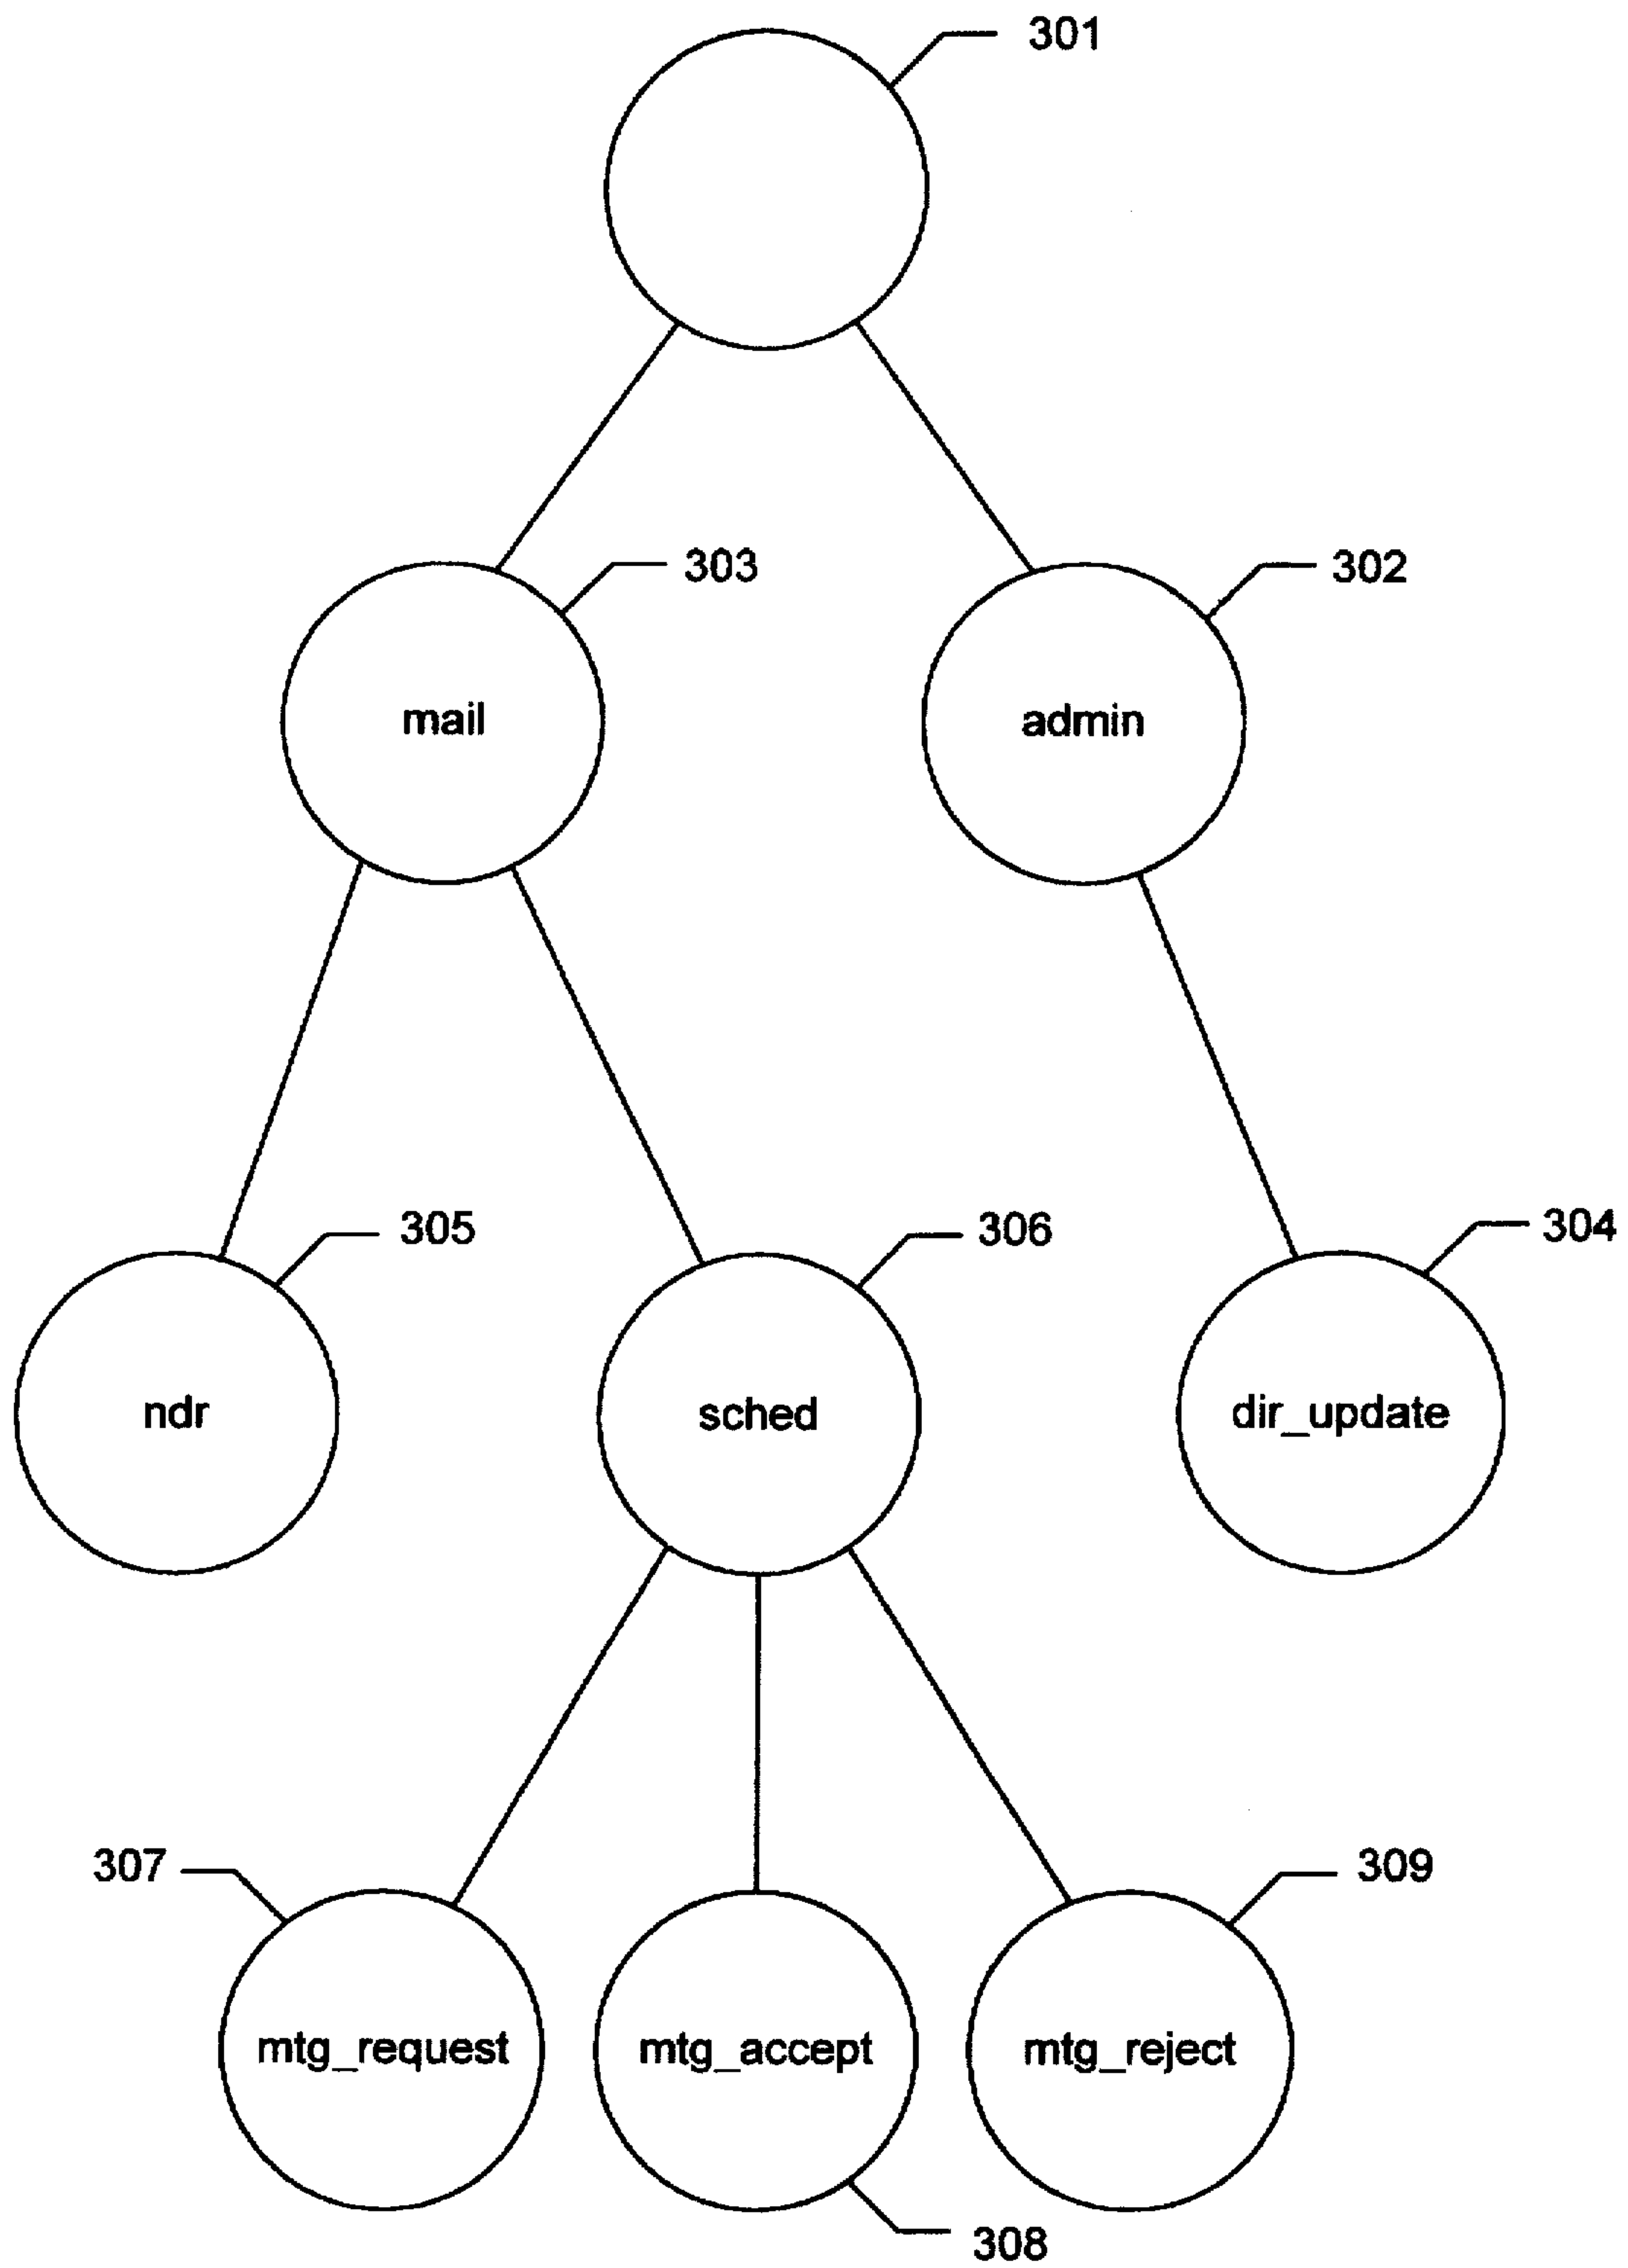 301
303
302
mail
admin
305
306
304
ndr
sched
dir_update
307
309
mtg_request
mtg_accept
mtg_reject
308